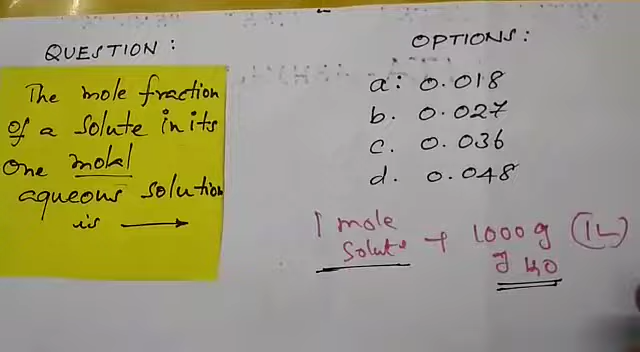 QUESTION:
The mole fraction
of a solute in its
one molal
aqueous solution
is
OPTIONS:
a: 0.018
b. 0.027
c. 0.036
d. 0.048
1 mole
solute + 1000 g (1L)
of H2O